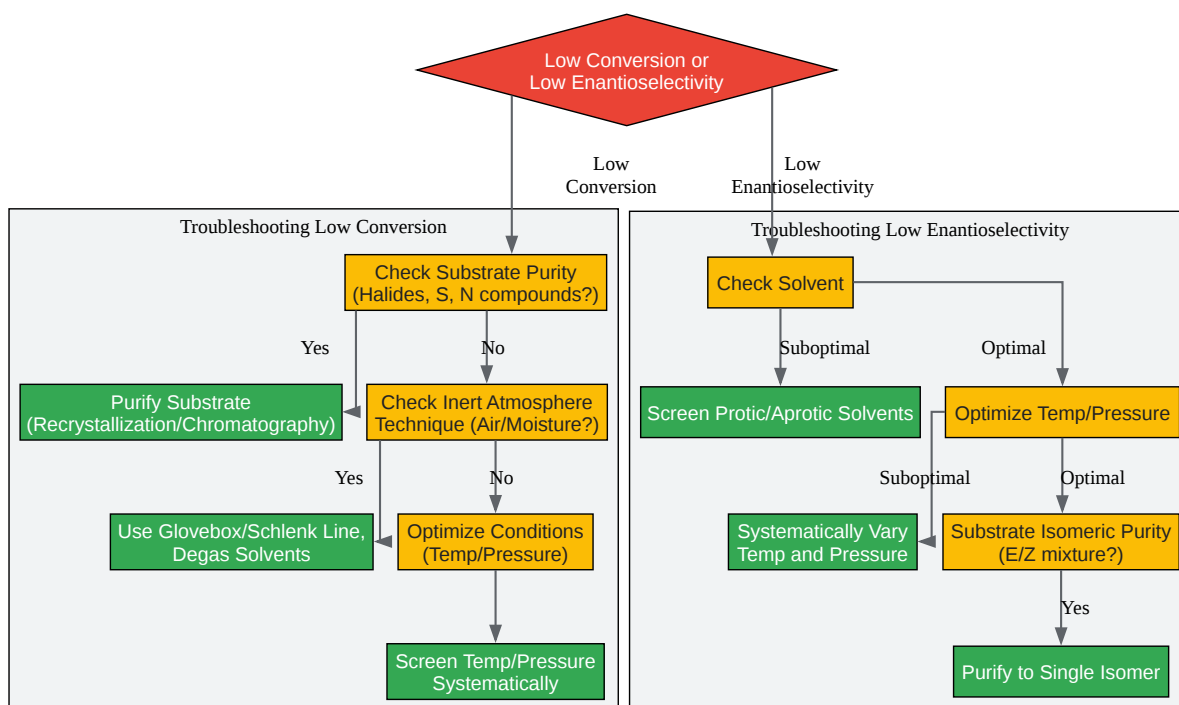 Low Conversion or
Low Enantioselectivity
Low
Conversion
Low
Enantioselectivity
Troubleshooting Low Conversion
Check Substrate Purity
(Halides, S, N compounds?)
Yes
No
Purify Substrate
(Recrystallization/Chromatography)
Check Inert Atmosphere
Technique (Air/Moisture?)
Yes
No
Use Glovebox/Schlenk Line,
Degas Solvents
Optimize Conditions
(Temp/Pressure)
Screen Temp/Pressure
Systematically
Troubleshooting Low Enantioselectivity
Check Solvent
Suboptimal
Optimal
Screen Protic/Aprotic Solvents
Optimize Temp/Pressure
Suboptimal
Optimal
Systematically Vary
Temp and Pressure
Substrate Isomeric Purity
(E/Z mixture?)
Yes
Purify to Single Isomer